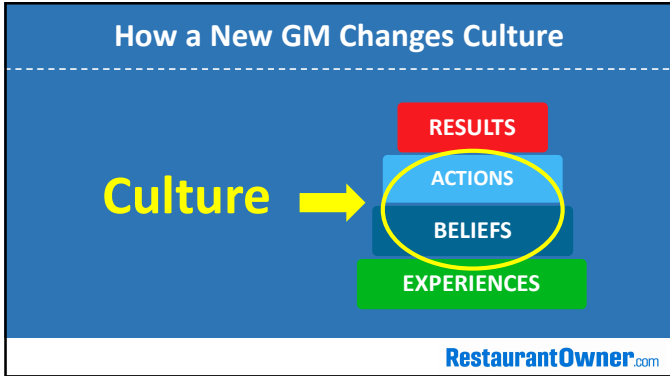 How a New GM Changes Culture
RESULTS
ACTIONS
Culture
BELIEFS
EXPERIENCES
RestaurantOwner.com